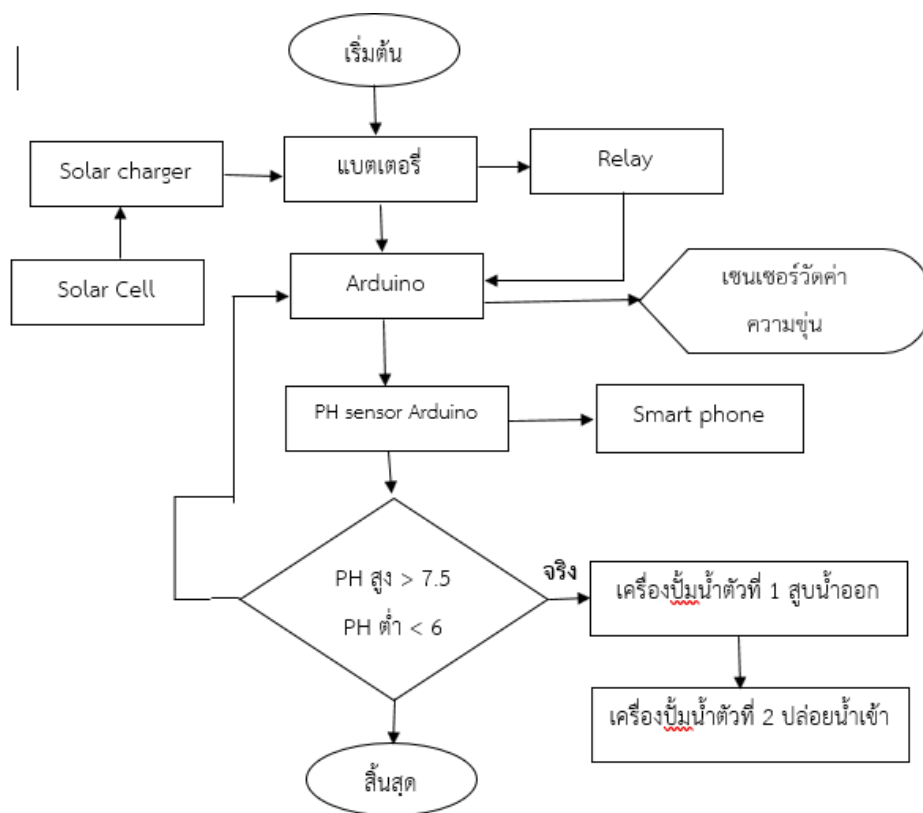 เริ่มต้น
Solar charger
แบตเตอรี่
Relay
Solar Cell
Arduino
เซนเซอร์วัดค่า
ความขุ่น
PH sensor Arduino
Smart phone
PH สูง > 7.5
PH ต่ำ < 6
จริง
เครื่องปั้มน้ำตัวที่ 1 สูบน้ำออก
เครื่องปั้มน้ำตัวที่ 2 ปล่อยน้ำเข้า
สิ้นสุด